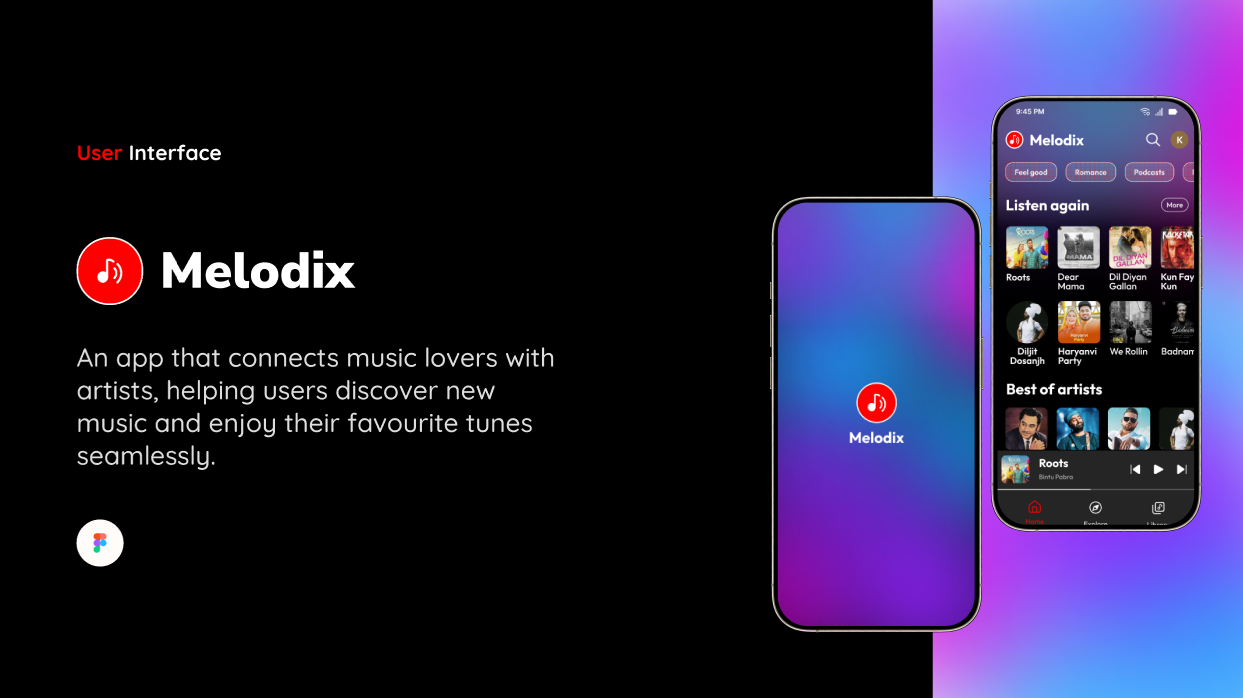 User Interface
Melodix
An app that connects music lovers with
artists, helping users discover new
music and enjoy their favourite tunes
seamlessly.
Melodix
9:45 PM
Melodix
K
Feel good
Romance
Podcasts
Listen again
More
Roots
Dear
Mama
Dil Diyan
Gallan
Kun Fay
Kun
Diljit
Dosanjh
Haryanvi
Party
We Rollin
Badnam
Best of artists
Roots
Bintu Pabra
Home
Explore